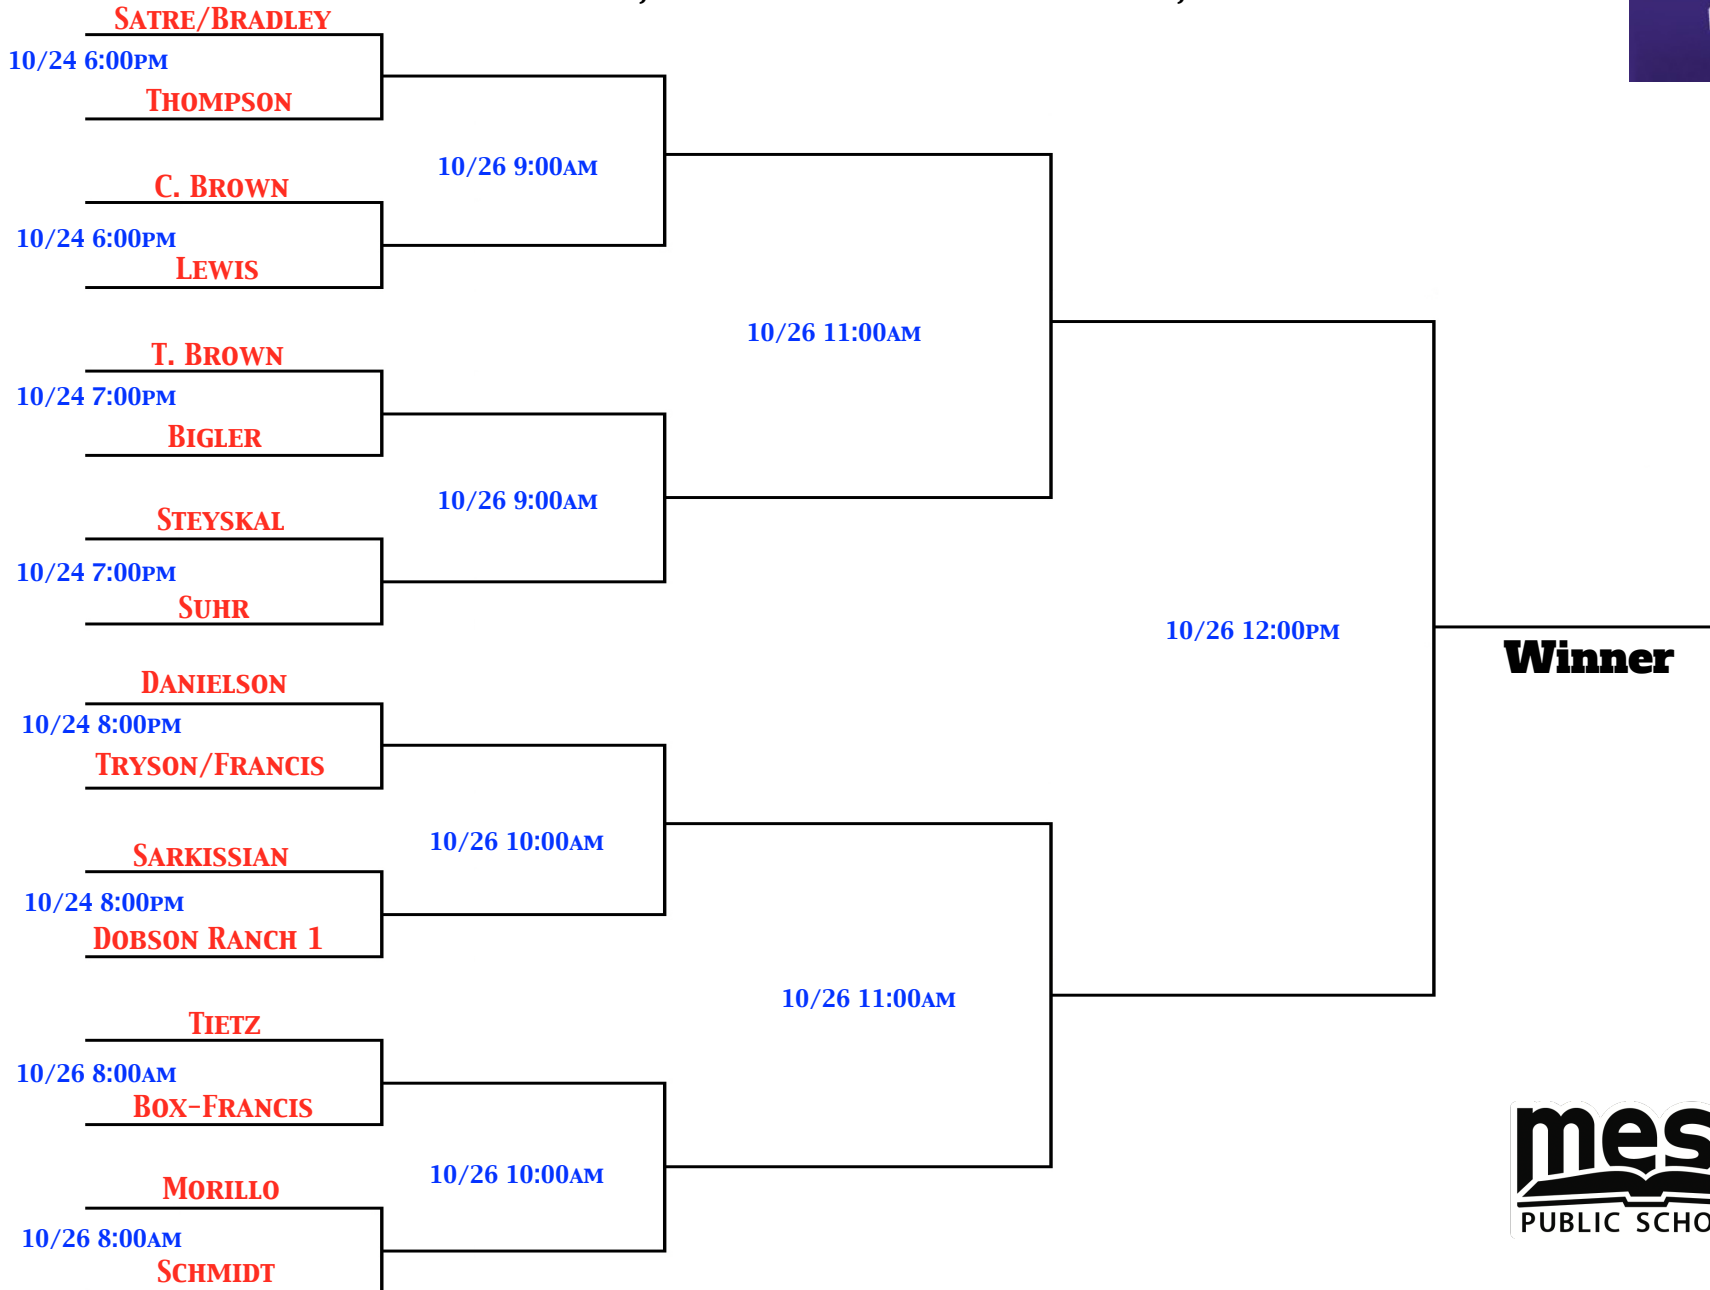 Satre/Bradley
10/24 6:00pm
Thompson
10/26 9:00am
C. Brown
10/24 6:00pm
Lewis
10/26 11:00am
T. Brown
10/24 7:00pm
Bigler
10/26 9:00am
Steyskal
10/24 7:00pm
Suhr
10/26 12:00pm
Winner
Danielson
10/24 8:00pm
Tryson/Francis
10/26 10:00am
Sarkissian
10/24 8:00pm
Dobson Ranch 1
10/26 11:00am
Tietz
10/26 8:00am
Box-Francis
10/26 10:00am
Morillo
10/26 8:00am
Schmidt
mes
PUBLIC SCHO